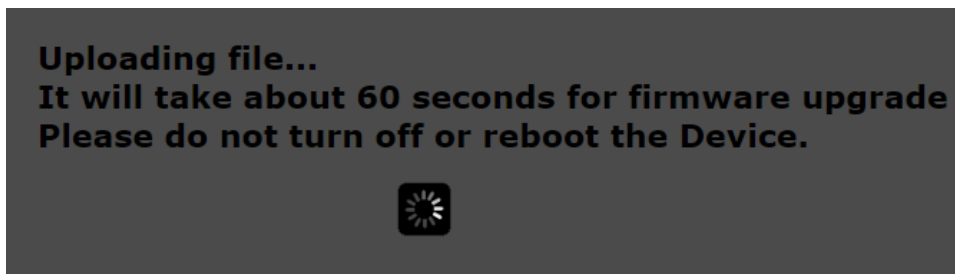 Uploading file...
It will take about 60 seconds for firmware upgrade
Please do not turn off or reboot the Device.